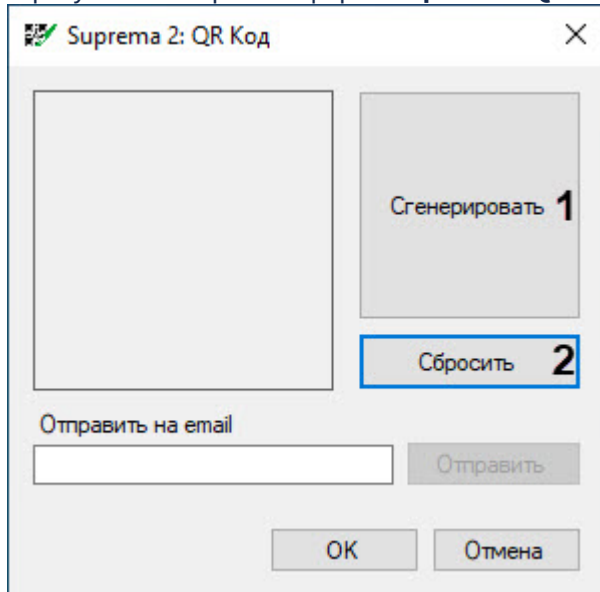 Suprema 2: QR Код
Сгенерировать 1
Сбросить 2
Отправить на email
Отправить
OK Отмена